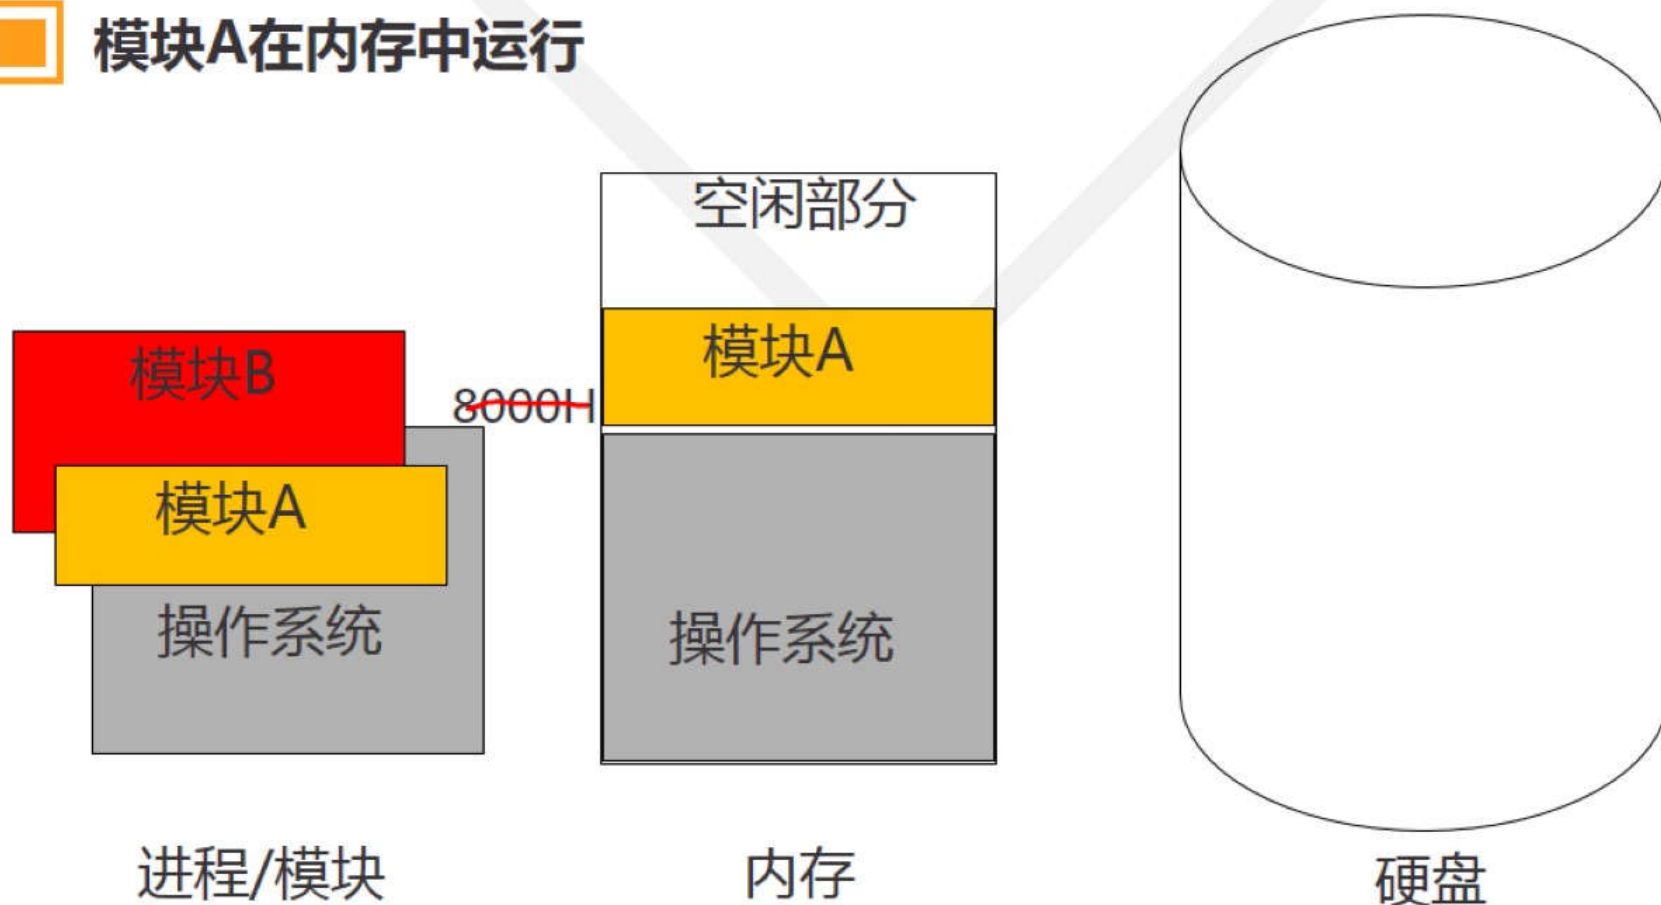 模块A在内存中运行
空闲部分
模块A
8000H
操作系统
模块B
模块A
操作系统
进程/模块
内存
硬盘